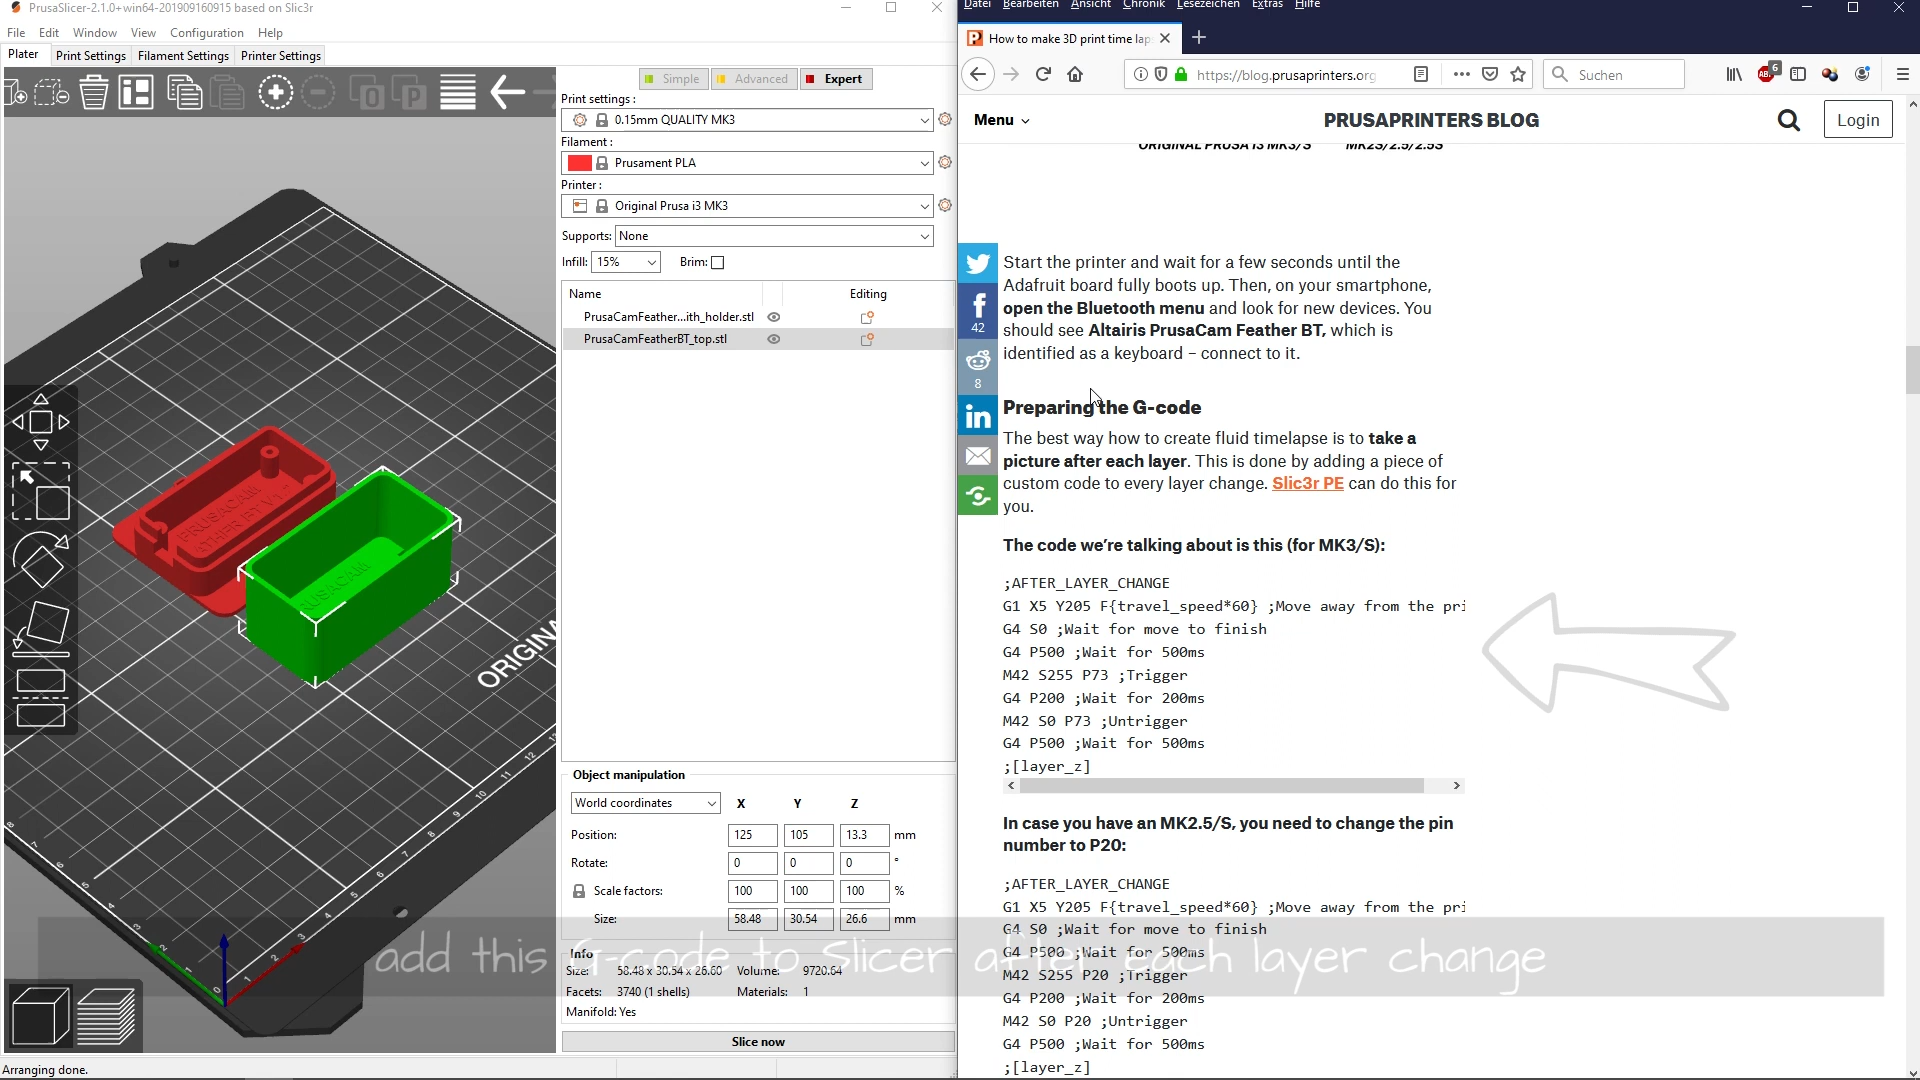 PrusaSlicer-2.1.0+win64-201909160915 based on Slic3r
File Edit Window View Configuration Help
Plater Print Settings Filament Settings Printer Settings
Simple Advanced Expert
Print settings :
0.15mm QUALITY MK3
Filament :
Prusament PLA
Printer :
Original Prusa i3 MK3
Supports: None
Infill: 15% Brim:
Name Editing
PrusaCamFeather...ith_holder.stl
PrusaCamFeatherBT_top.stl
Object manipulation
World coordinates X Y Z
Position: 125 105 13.3 mm
Rotate: 0 0 0 °
Scale factors: 100 100 100 %
Size: 58.48 30.54 26.6 mm
Info
Size: 58.48 x 30.54 x 26.60 Volume: 9720.64
Facets: 3740 (1 shells) Materials: 1
Manifold: Yes
Slice now
Arranging done.
PRUSACAM
ORIGINA
Datei Bearbeiten Ansicht Chronik Lesezeichen Extras Hilfe
How to make 3D print time lap
https://blog.prusaprinters.org
Suchen
6
Menu PRUSAPRINTERS BLOG Login
ORIGINAL PRUSA I3 MK3/S MK2S/2.5/2.5S
42
8
Start the printer and wait for a few seconds until the
Adafruit board fully boots up. Then, on your smartphone,
open the Bluetooth menu and look for new devices. You
should see Altairis PrusaCam Feather BT, which is
identified as a keyboard – connect to it.
Preparing the G-code
The best way how to create fluid timelapse is to take a
picture after each layer. This is done by adding a piece of
custom code to every layer change. Slic3r PE can do this for
you.
The code we're talking about is this (for MK3/S):
;AFTER_LAYER_CHANGE
G1 X5 Y205 F{travel_speed*60} ;Move away from the pri
G4 S0 ;Wait for move to finish
G4 P500 ;Wait for 500ms
M42 S255 P73 ;Trigger
G4 P200 ;Wait for 200ms
M42 S0 P73 ;Untrigger
G4 P500 ;Wait for 500ms
;[layer_z]
In case you have an MK2.5/S, you need to change the pin
number to P20:
;AFTER_LAYER_CHANGE
G1 X5 Y205 F{travel_speed*60} ;Move away from the pri
G4 S0 ;Wait for move to finish
G4 P500 ;Wait for 500ms
M42 S255 P20 ;Trigger
G4 P200 ;Wait for 200ms
M42 S0 P20 ;Untrigger
G4 P500 ;Wait for 500ms
;[layer_z]
add this G-code to Slicer after each layer change